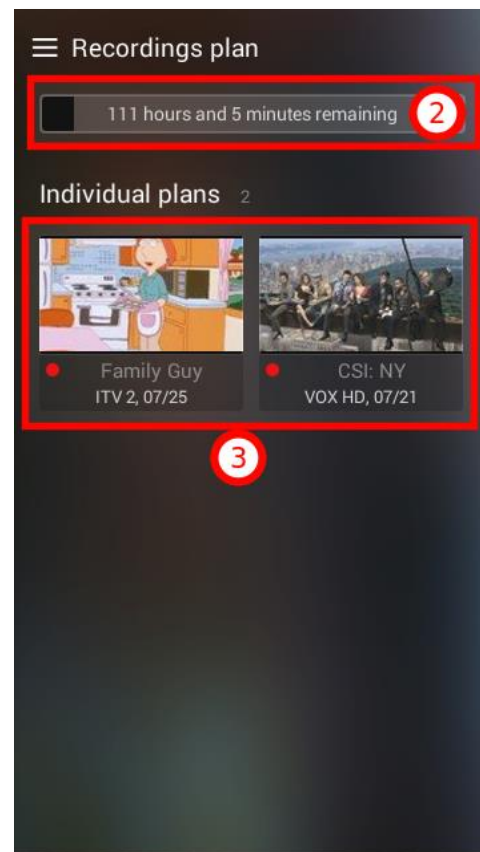 Recordings plan
111 hours and 5 minutes remaining
2
Individual plans 2
Family Guy
ITV 2, 07/25
CSI: NY
VOX HD, 07/21
3